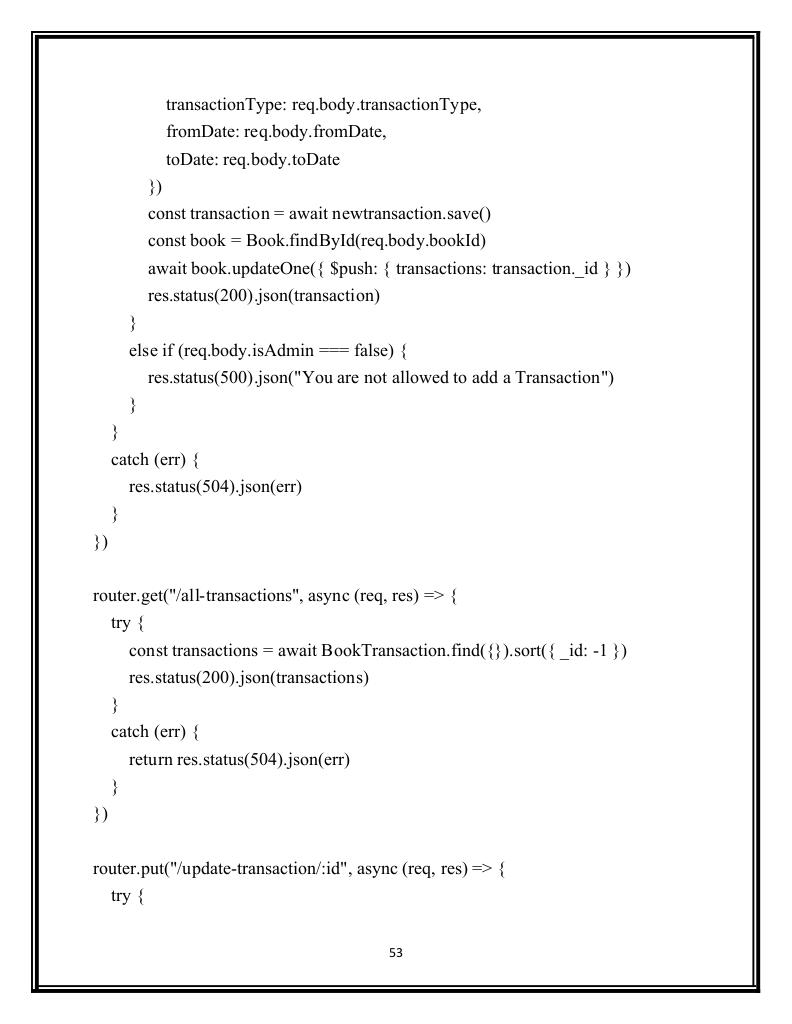 transactionType: req.body.transactionType,
fromDate: req.body.fromDate,
toDate: req.body.toDate
})
const transaction = await newtransaction.save()
const book = Book.findById(req.body.bookId)
await book.updateOne({ $push: { transactions: transaction._id } })
res.status(200).json(transaction)
}
else if (req.body.isAdmin === false) {
res.status(500).json("You are not allowed to add a Transaction")
}
}
catch (err) {
res.status(504).json(err)
}
})
router.get("/all-transactions", async (req, res) => {
try {
const transactions = await BookTransaction.find({}).sort({ _id: -1 })
res.status(200).json(transactions)
}
catch (err) {
return res.status(504).json(err)
}
})
router.put("/update-transaction/:id", async (req, res) => {
try {
53